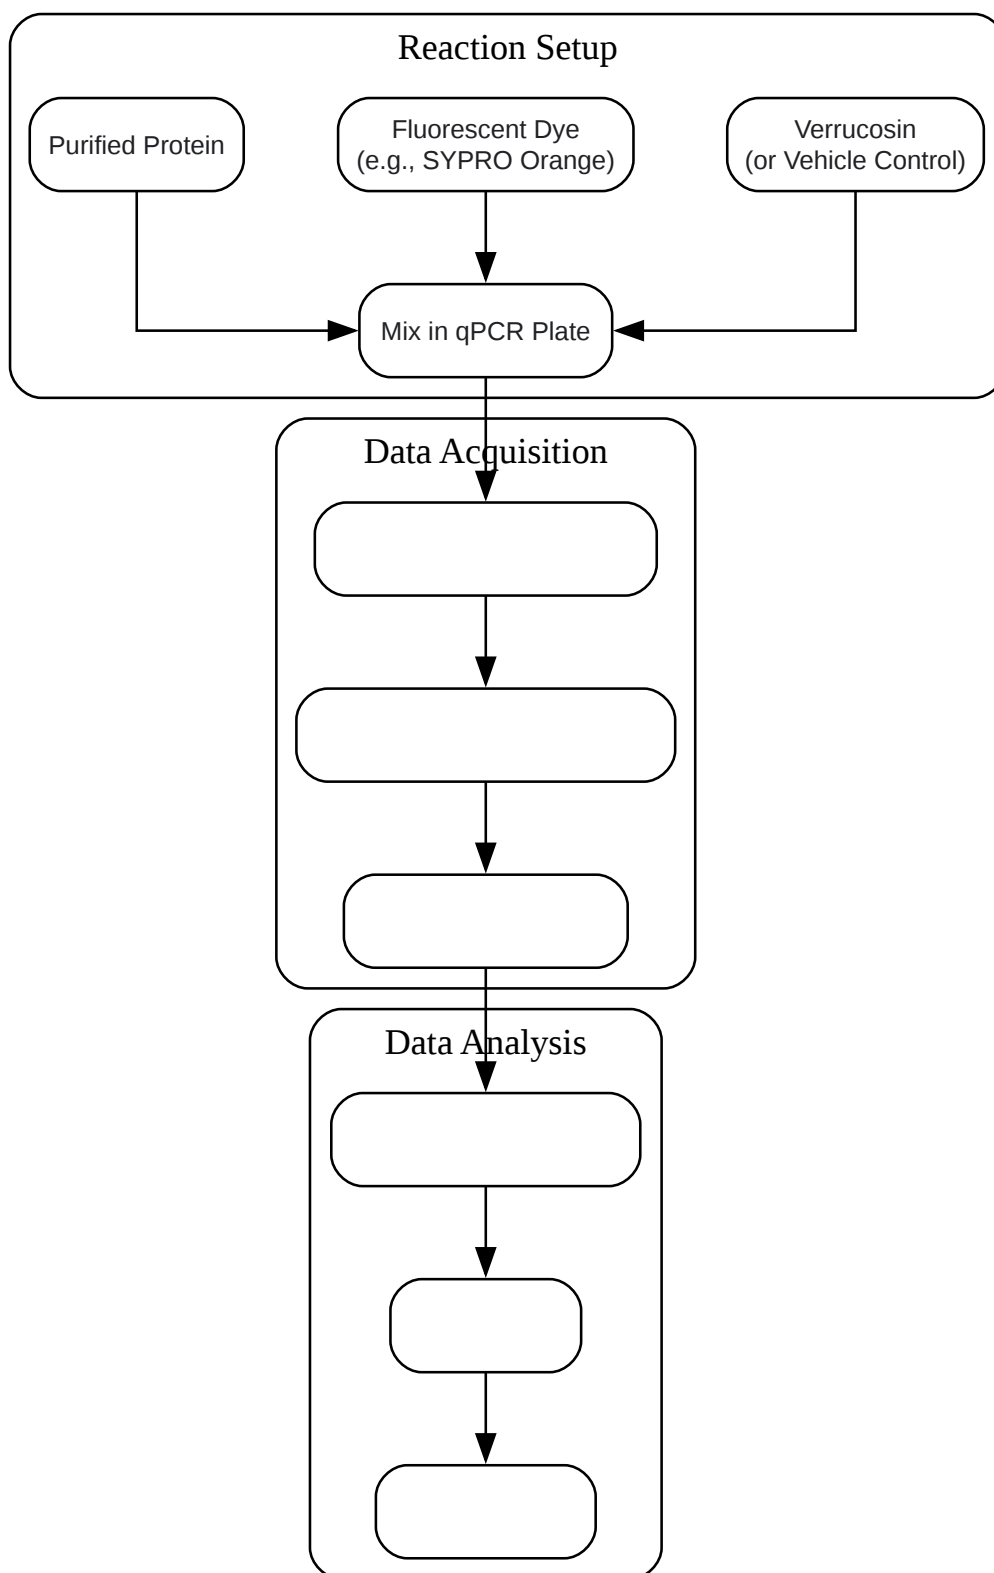 Reaction Setup
Purified Protein
Fluorescent Dye
(e.g., SYPRO Orange)
Verrucosin
(or Vehicle Control)
Mix in qPCR Plate
Data Acquisition
Data Analysis